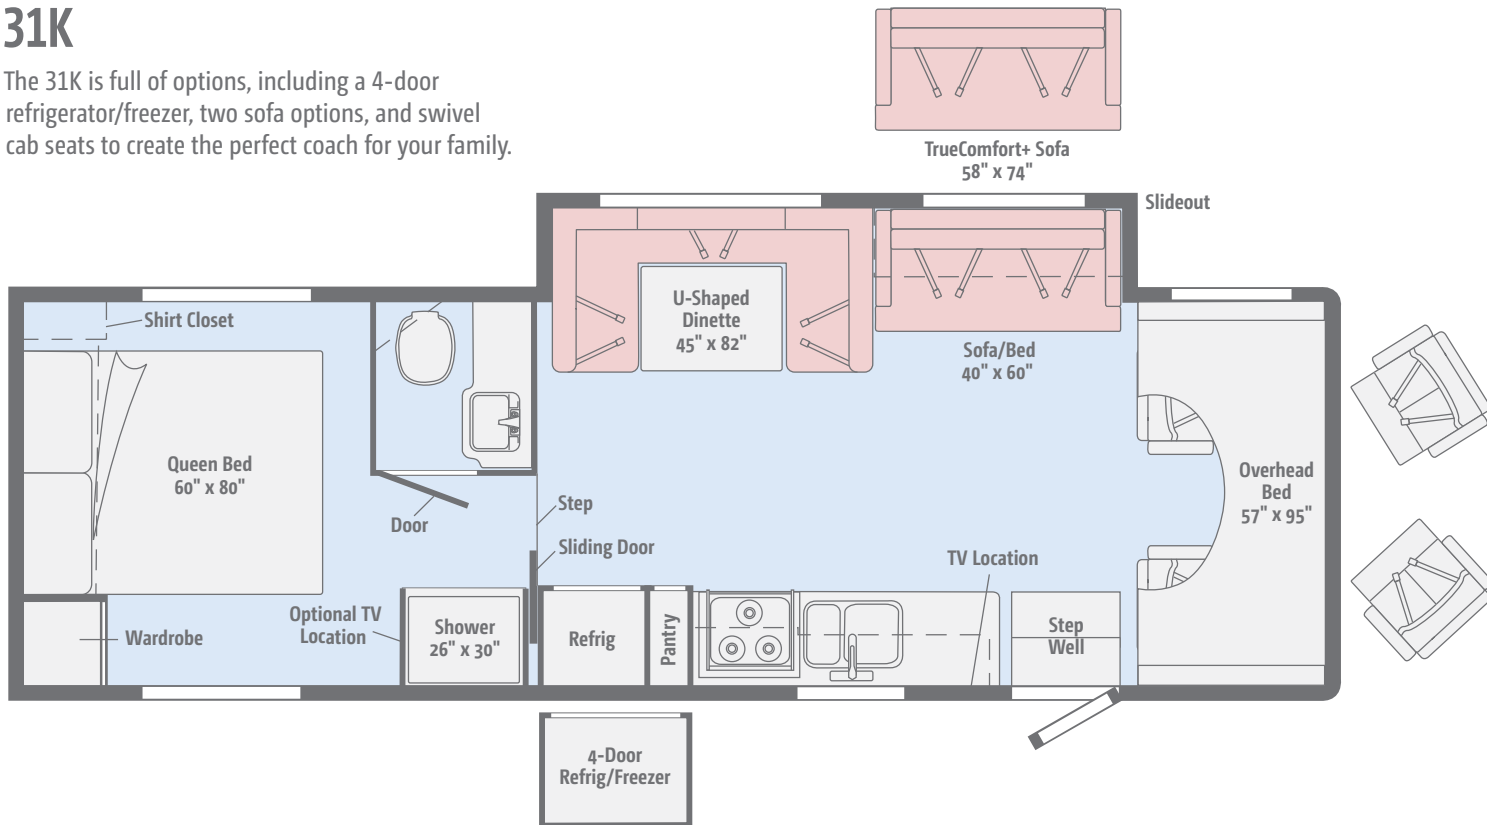 31K
The 31K is full of options, including a 4-door
refrigerator/freezer, two sofa options, and swivel
cab seats to create the perfect coach for your family.
TrueComfort+ Sofa
58" x 74"
Slideout
Shirt Closet
U-Shaped
Dinette
45" x 82"
Sofa/Bed
40" x 60"
Queen Bed
60" x 80"
Door
Step
Sliding Door
TV Location
Overhead
Bed
57" x 95"
Wardrobe
Optional TV
Location
Shower
26" x 30"
Refrig
Pantry
Step
Well
4-Door
Refrig/Freezer